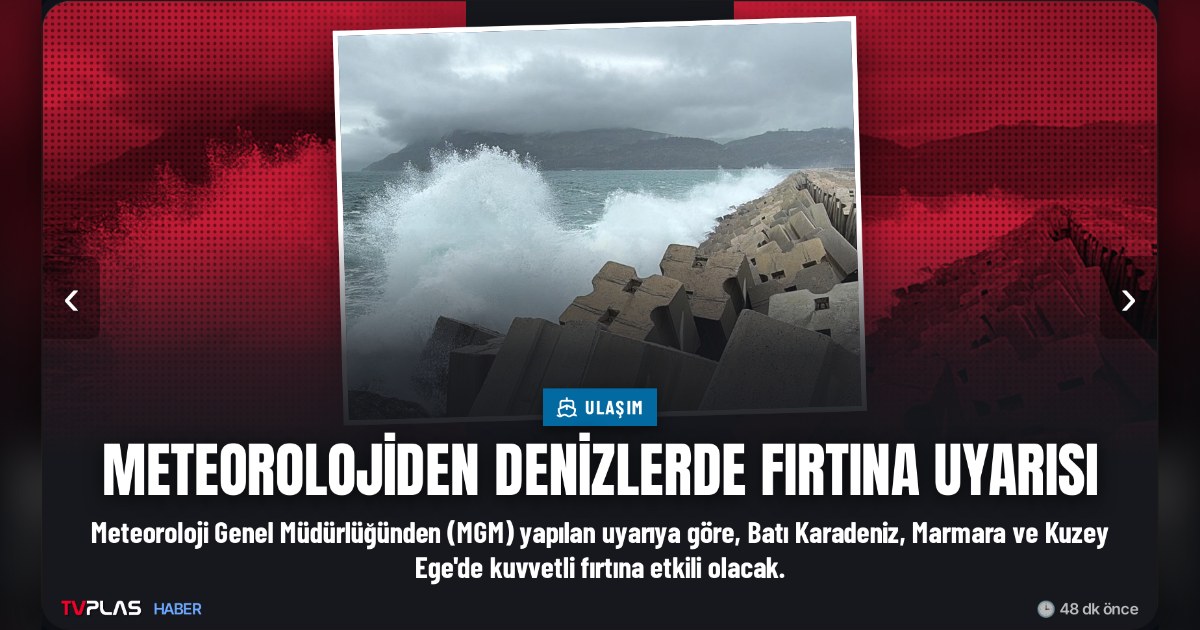 ULAŞIM
METEOROLOJİDEN DENİZLERDE FIRTINA UYARISI
Meteoroloji Genel Müdürlüğünden (MGM) yapılan uyarıya göre, Batı Karadeniz, Marmara ve Kuzey
Ege'de kuvvetli fırtına etkili olacak.
TVPLAS HABER
48 dk önce